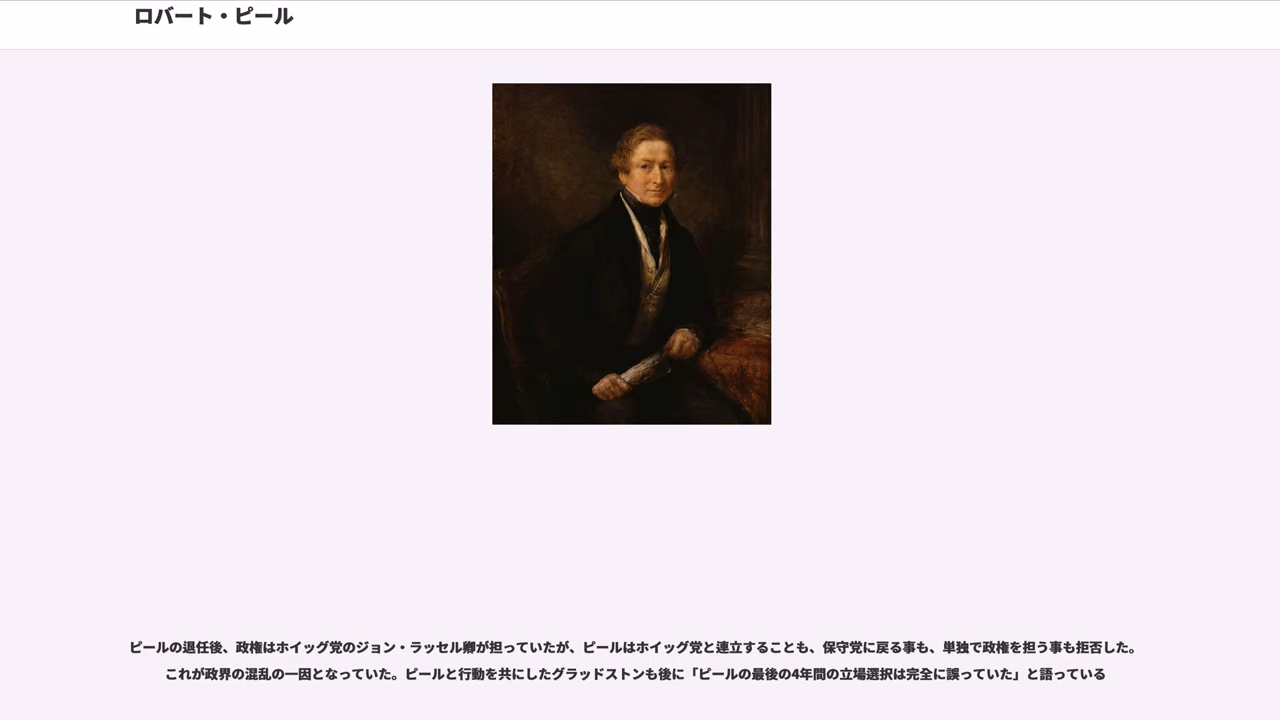 ロバート・ピール
ピールの退任後、政権はホイッグ党のジョン・ラッセル卿が担っていたが、ピールはホイッグ党と連立することも、保守党に戻る事も、単独で政権を担う事も拒否した。
これが政界の混乱の一因となっていた。ピールと行動を共にしたグラッドストンも後に「ピールの最後の4年間の立場選択は完全に誤っていた」と語っている